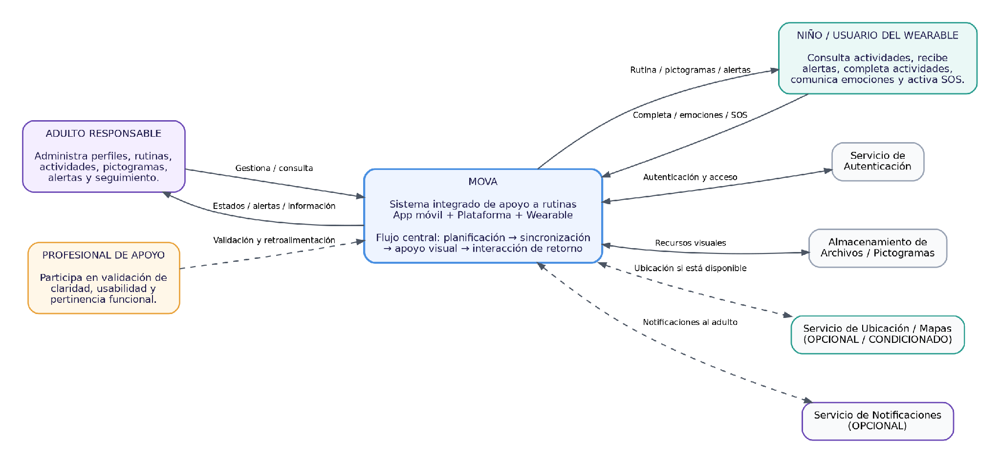 NIÑO / USUARIO DEL WEARABLE
Consulta actividades, recibe
alertas, completa actividades,
comunica emociones y activa SOS.
Rutina / pictogramas / alertas
Completa / emociones / SOS
ADULTO RESPONSABLE
Administra perfiles, rutinas,
actividades, pictogramas,
alertas y seguimiento.
Gestiona / consulta
Estados / alertas / información
Servicio de
Autenticación
Autenticación y acceso
MOVA
Sistema integrado de apoyo a rutinas
App móvil + Plataforma + Wearable
Flujo central: planificación → sincronización
→ apoyo visual → interacción de retorno
Validación y retroalimentación
PROFESIONAL DE APOYO
Participa en validación de
claridad, usabilidad y
pertinencia funcional.
Recursos visuales
Almacenamiento de
Archivos / Pictogramas
Ubicación si está disponible
Servicio de Ubicación / Mapas
(OPCIONAL / CONDICIONADO)
Notificaciones al adulto
Servicio de Notificaciones
(OPCIONAL)